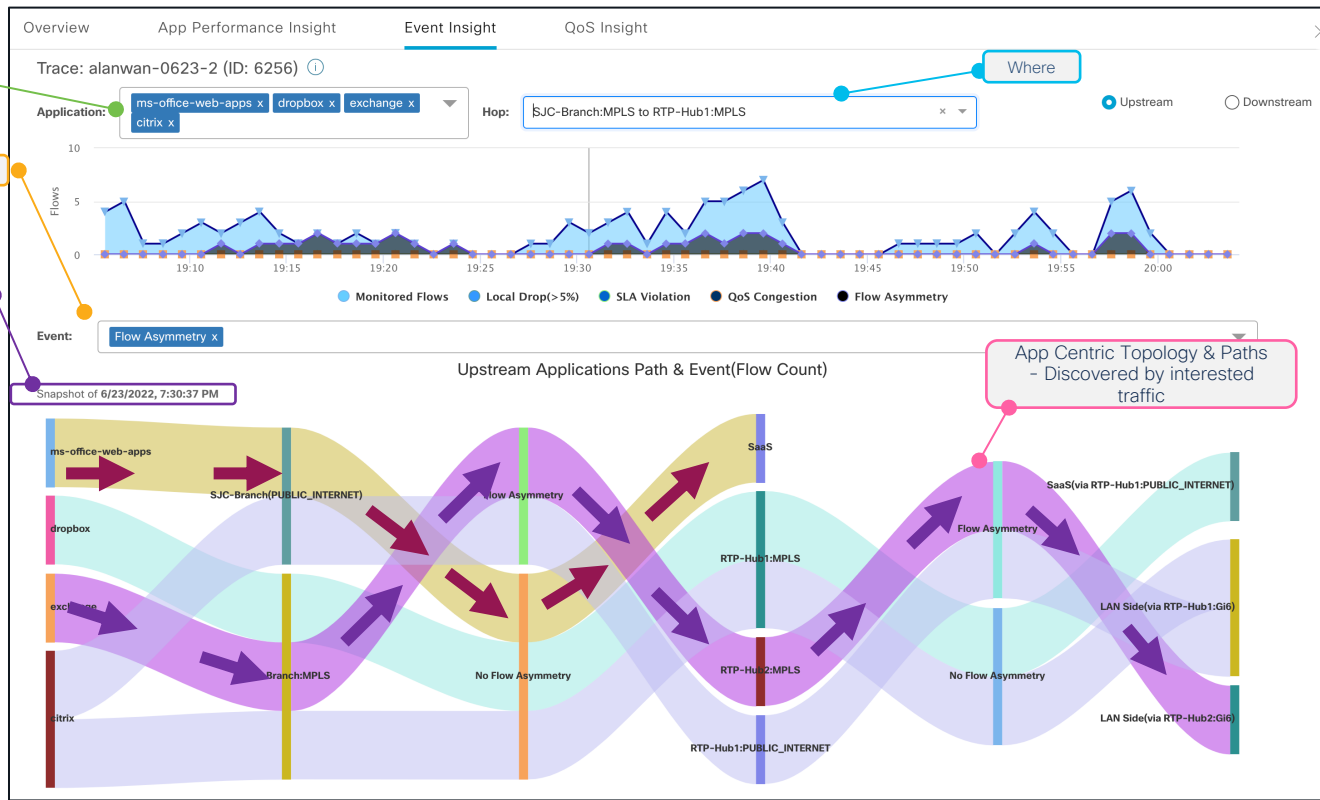 Overview App Performance Insight Event Insight QoS Insight
Trace: alanwan-0623-2 (ID: 6256)
Where
Application: ms-office-web-apps x dropbox x exchange x
citrix x
Hop: SJC-Branch:MPLS to RTP-Hub1:MPLS
Upstream Downstream
10
5
0
Flows
19:10 19:15 19:20 19:25 19:30 19:35 19:40 19:45 19:50 19:55 20:00
Monitored Flows Local Drop(>5%) SLA Violation QoS Congestion Flow Asymmetry
Event: Flow Asymmetry x
Upstream Applications Path & Event(Flow Count)
App Centric Topology & Paths
- Discovered by interested
traffic
Snapshot of 6/23/2022, 7:30:37 PM
ms-office-web-apps
dropbox
exchange
citrix
SJC-Branch(PUBLIC_INTERNET)
Branch:MPLS
Flow Asymmetry
No Flow Asymmetry
SaaS
RTP-Hub1:MPLS
RTP-Hub2:MPLS
RTP-Hub1:PUBLIC_INTERNET
Flow Asymmetry
No Flow Asymmetry
SaaS(via RTP-Hub1:PUBLIC_INTERNET)
LAN Side(via RTP-Hub1:Gi6)
LAN Side(via RTP-Hub2:Gi6)